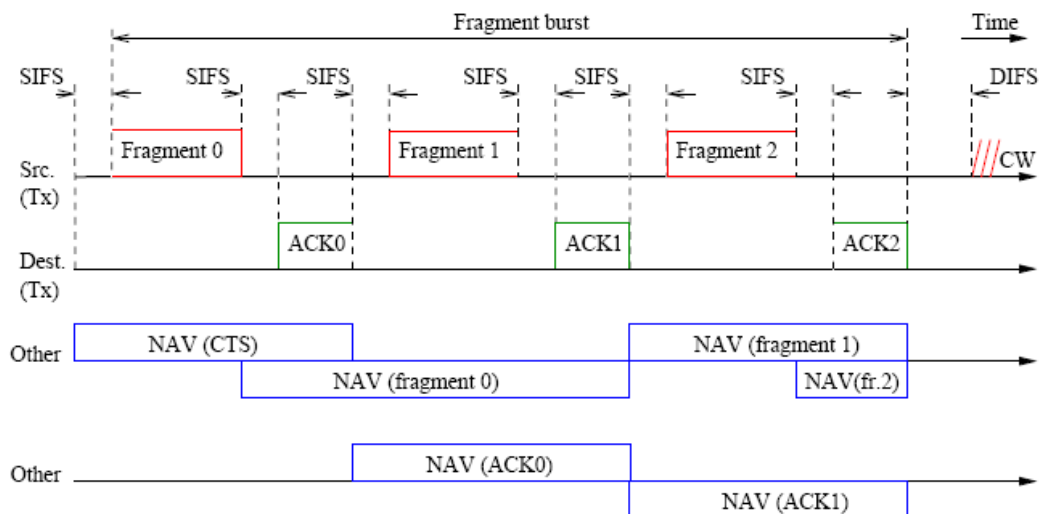 Fragment burst
Time
SIFS SIFS SIFS SIFS SIFS SIFS DIFS
Fragment 0 Fragment 1 Fragment 2
Src.
(Tx)
CW
ACK0 ACK1 ACK2
Dest.
(Tx)
Other
NAV (CTS) NAV (fragment 1)
NAV (fragment 0) NAV(fr.2)
Other
NAV (ACK0)
NAV (ACK1)